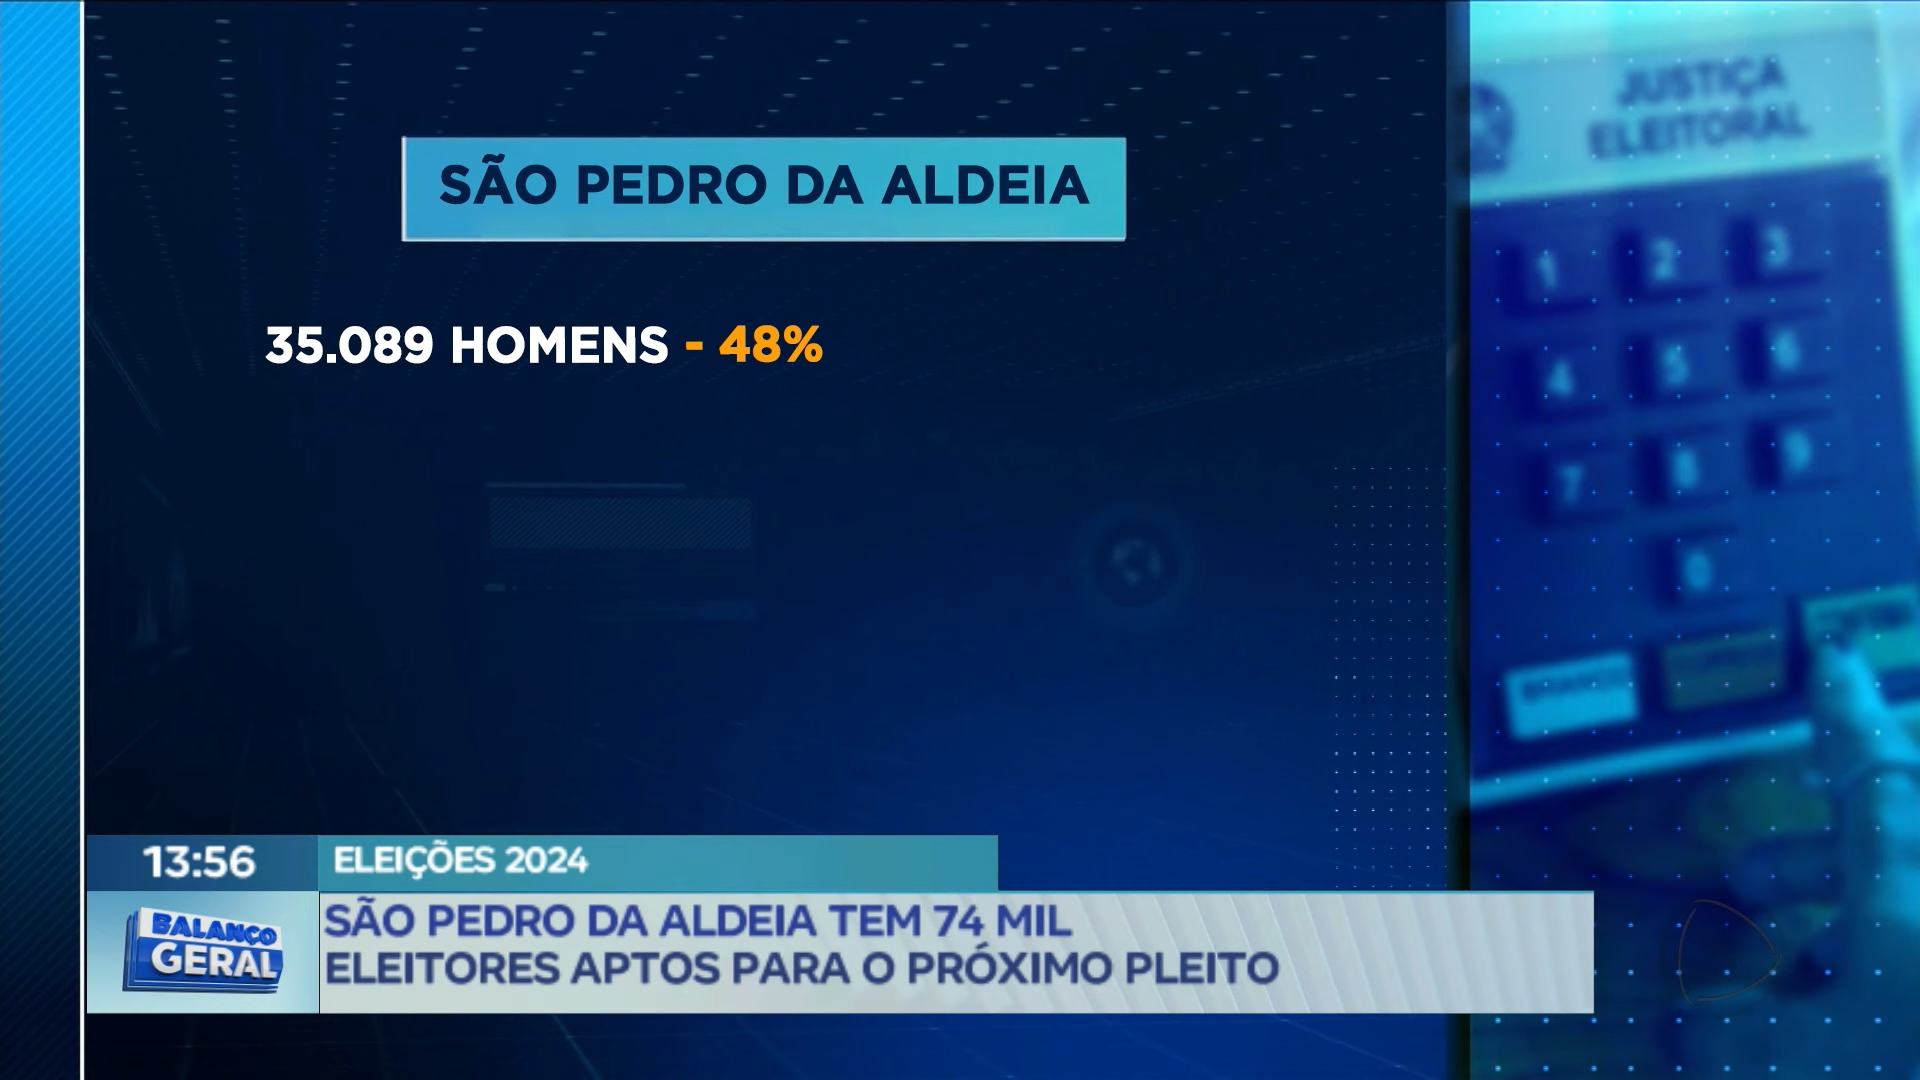 JUSTIÇA
ELEITORAL
SÃO PEDRO DA ALDEIA
35.089 HOMENS - 48%
1 2 3
4 5 6
7 8 9
0
13:56
ELEIÇÕES 2024
BALANÇO
GERAL
SÃO PEDRO DA ALDEIA TEM 74 MIL
ELEITORES APTOS PARA O PRÓXIMO PLEITO